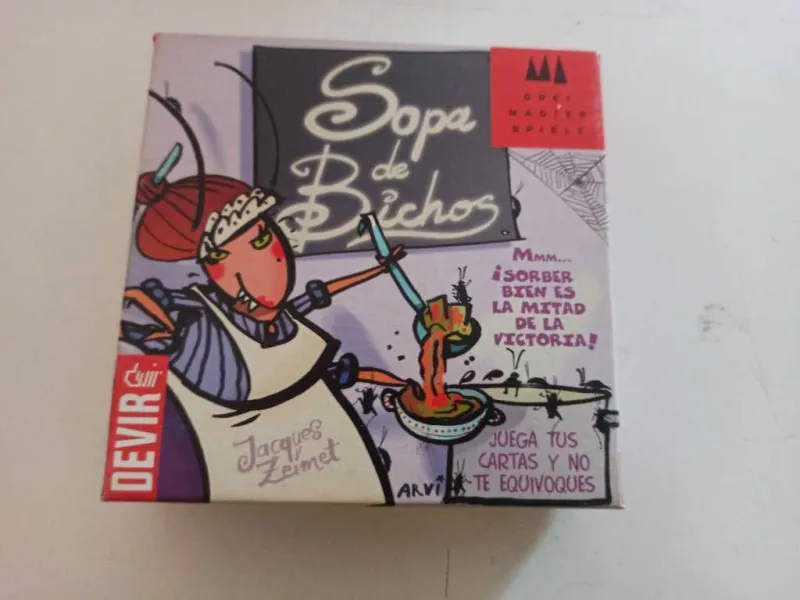 Sopa
de
Bichos
DREI
MAGIER
SPIELE
Mmm...
¡SORBER
BIEN ES
LA MITAD
DE LA
VICTORIA!
JUEGA TUS
CARTAS Y NO
TE EQUIVOQUES
Jacques
Zeimet
ARVi
DEVIR